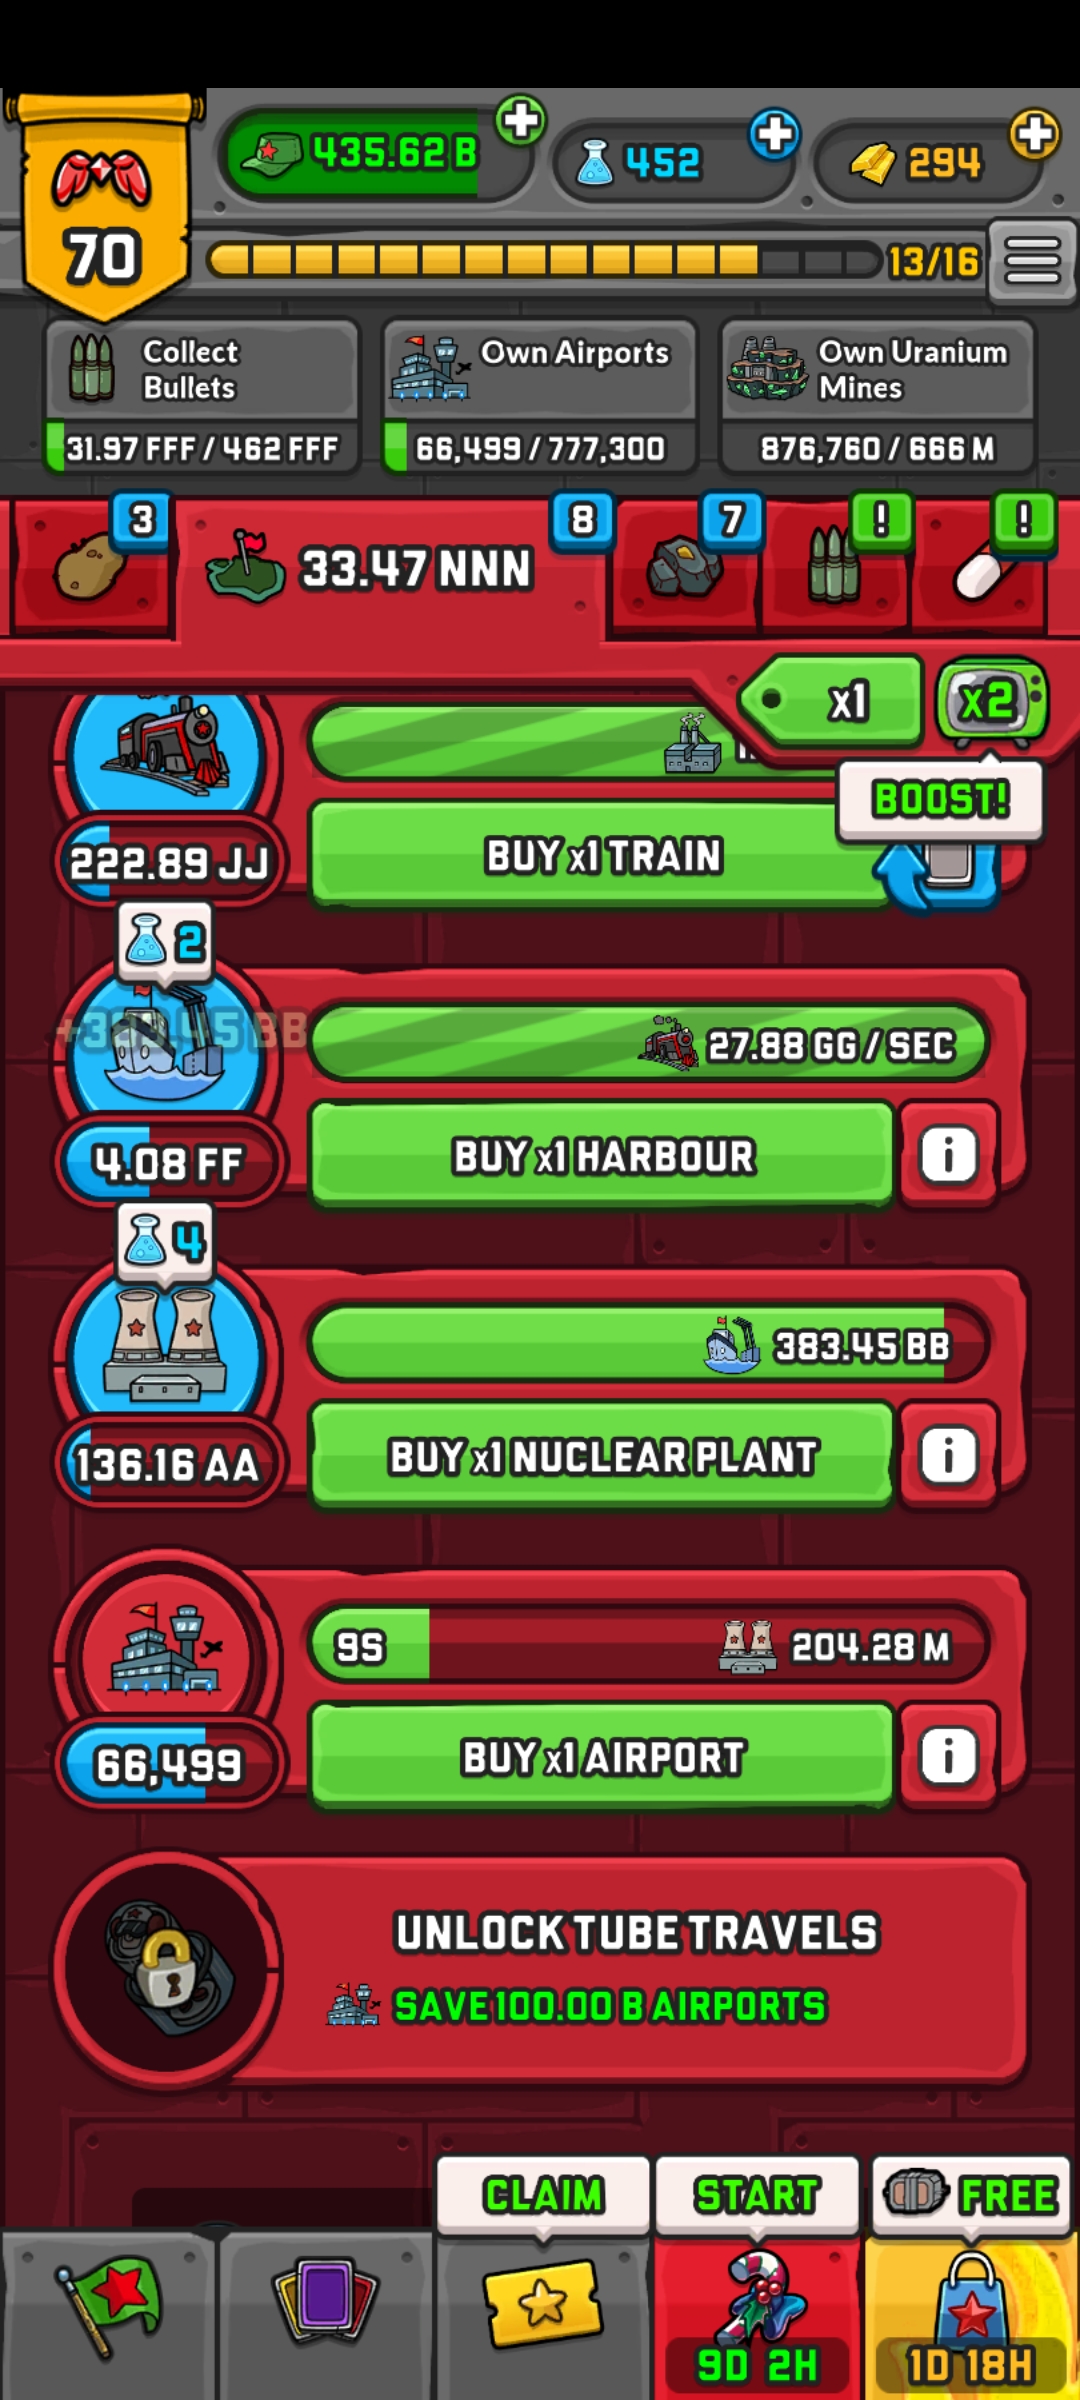 435.62 B
452
294
70
13/16
Collect
Bullets
Own Airports
Own Uranium
Mines
31.97 FFF / 462 FFF
66,499 / 777,300
876,760 / 666 M
3
33.47 NNN
8
7
!
!
x1
x2
BOOST!
BUY x1 TRAIN
222.89 JJ
2
27.88 GG / SEC
BUY x1 HARBOUR
i
4.08 FF
4
383.45 BB
BUY x1 NUCLEAR PLANT
i
136.16 AA
9S
204.28 M
BUY x1 AIRPORT
i
66,499
UNLOCK TUBE TRAVELS
SAVE 100.00 B AIRPORTS
CLAIM
START
FREE
9D 2H
1D 18H